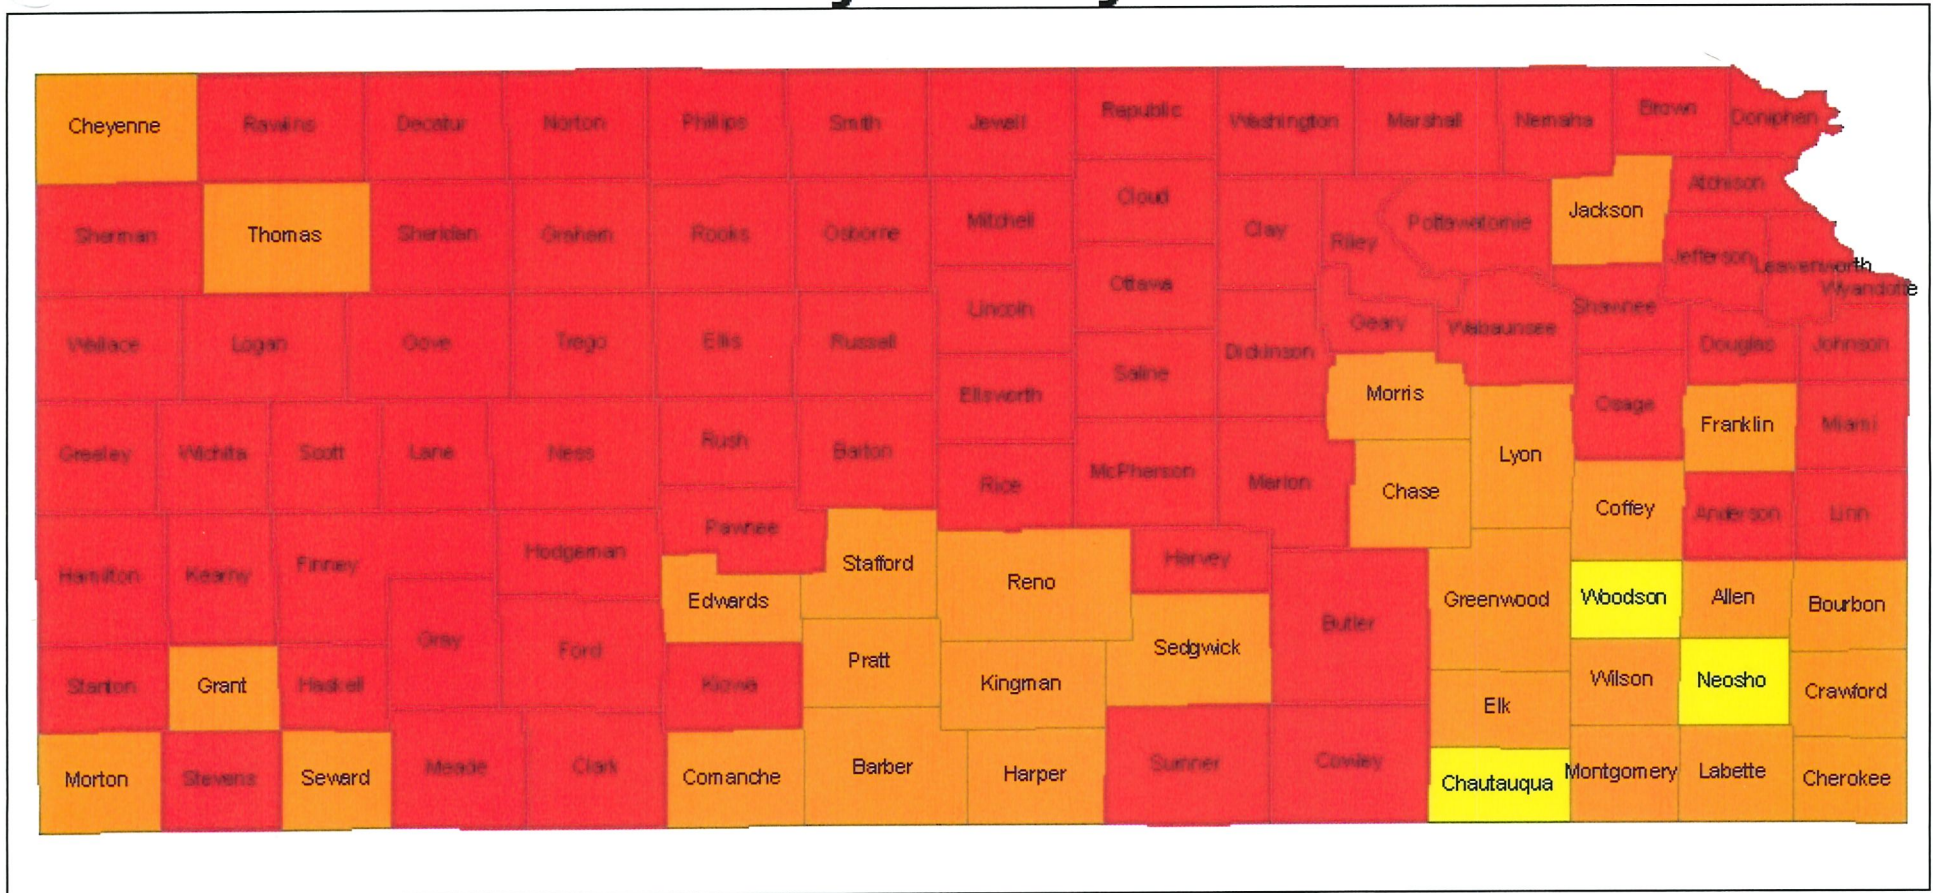 Cheyenne
Rawlins
Decatur
Norton
Phillips
Smith
Jewell
Republic
Washington
Marshall
Nemaha
Brown
Doniphan
Sherman
Thomas
Sheridan
Graham
Rooks
Osborne
Mitchell
Cloud
Clay
Riley
Pottawatomie
Jackson
Atchison
Jefferson
Leavenworth
Wyandotte
Wallace
Logan
Gove
Trego
Ellis
Russell
Lincoln
Ottawa
Saline
Dickinson
Geary
Wabaunsee
Shawnee
Douglas
Johnson
Ellsworth
Morris
Osage
Franklin
Miami
Greeley
Wichita
Scott
Lane
Ness
Rush
Barton
Rice
McPherson
Marion
Chase
Lyon
Coffey
Anderson
Linn
Hamilton
Kearny
Finney
Hodgeman
Pawnee
Stafford
Edwards
Reno
Harvey
Sedgwick
Butler
Greenwood
Woodson
Allen
Bourbon
Gray
Ford
Kiowa
Pratt
Kingman
Elk
Wilson
Neosho
Crawford
Stanton
Grant
Haskell
Morton
Stevens
Seward
Meade
Clark
Comanche
Barber
Harper
Sumner
Cowley
Chautauqua
Montgomery
Labette
Cherokee